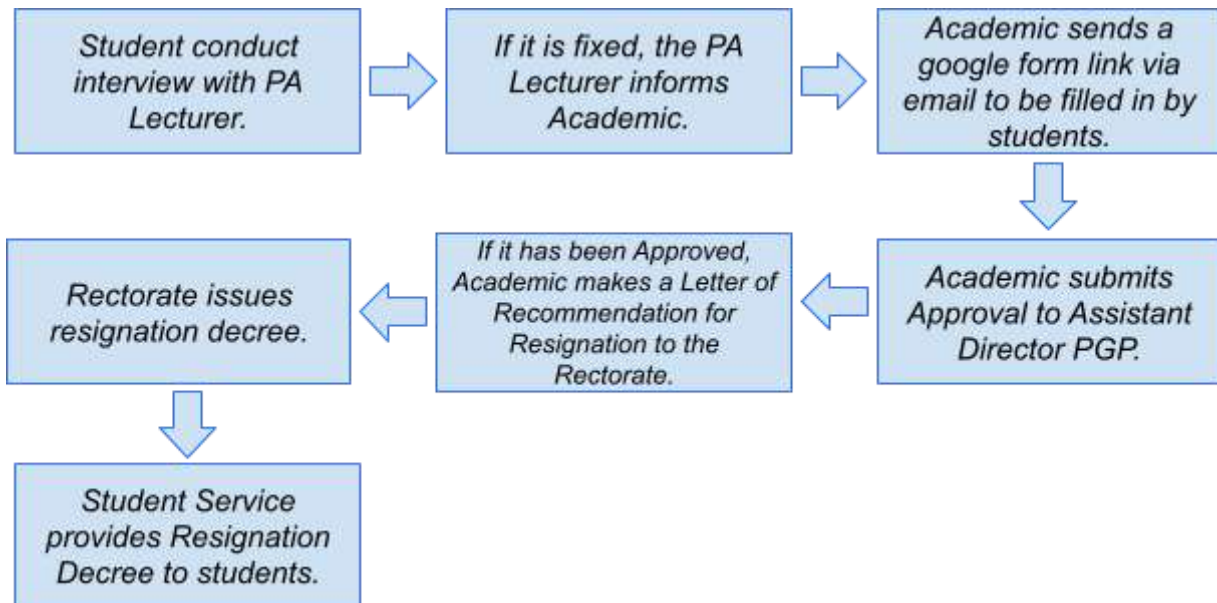 Student conduct
interview with PA
Lecturer.
If it is fixed, the PA
Lecturer informs
Academic.
Academic sends a
google form link via
email to be filled in by
students.
Academic submits
Approval to Assistant
Director PGP.
If it has been Approved,
Academic makes a Letter of
Recommendation for
Resignation to the
Rectorate.
Rectorate issues
resignation decree.
Student Service
provides Resignation
Decree to students.